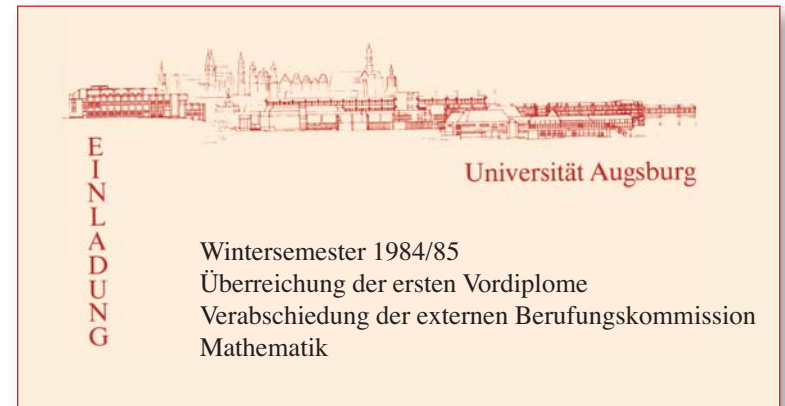 EINLADUNG
Universität Augsburg
Wintersemester 1984/85
Überreichung der ersten Vordiplome
Verabschiedung der externen Berufungskommission
Mathematik